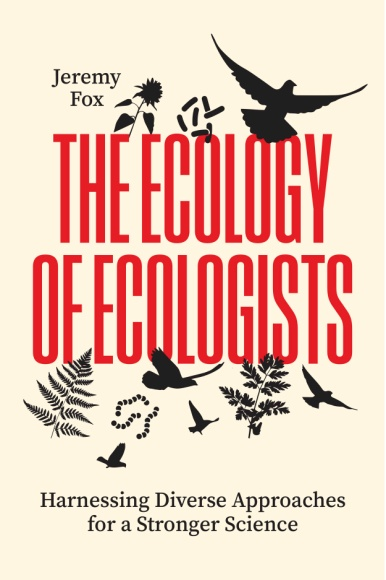 Jeremy
Fox
THE ECOLOGY
OF ECOLOGISTS
Harnessing Diverse Approaches
for a Stronger Science